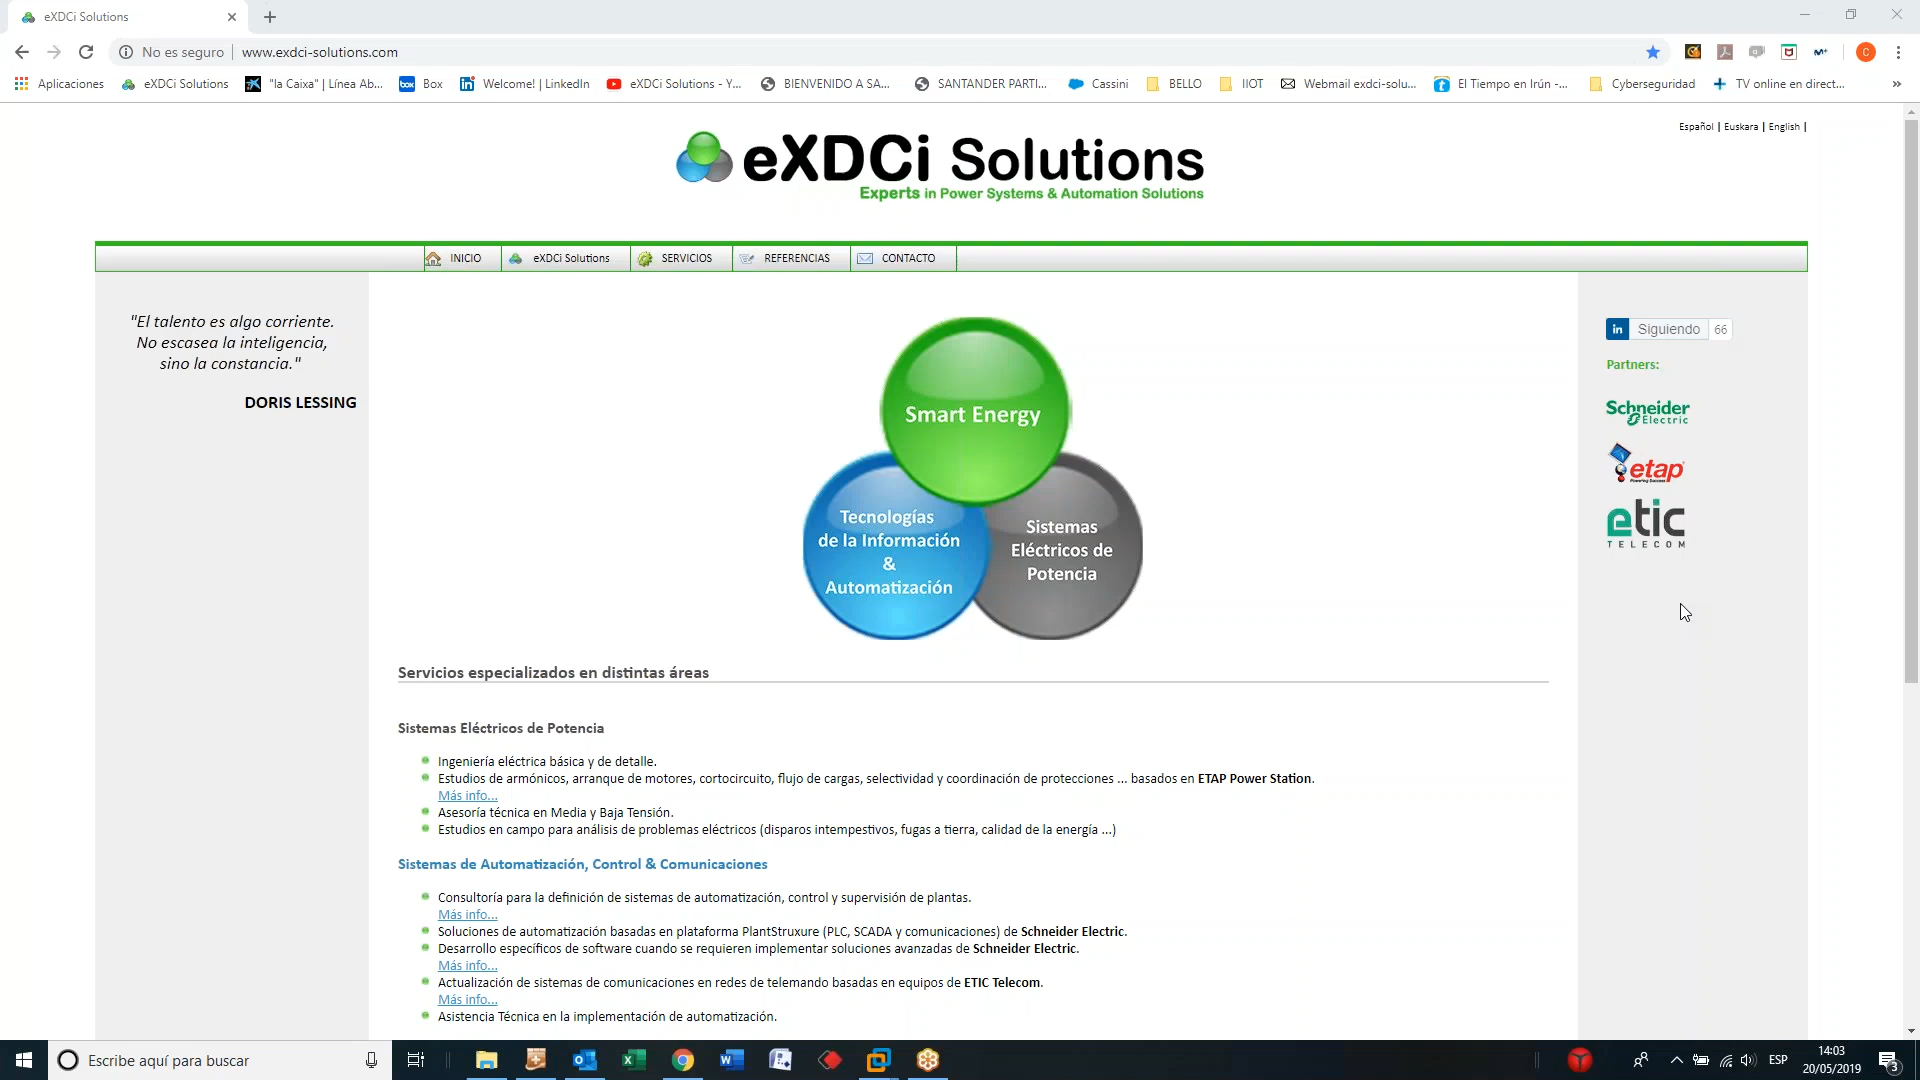 eXDCi Solutions
No es seguro | www.exdci-solutions.com
Aplicaciones eXDCi Solutions "la Caixa" | Línea Ab... Box Welcome! | LinkedIn eXDCi Solutions - Y... BIENVENIDO A SA... SANTANDER PARTI... Cassini BELLO IIOT Webmail exdci-solu... El Tiempo en Irún -... Cyberseguridad TV online en direct... »
Español | Euskara | English |
eXDCi Solutions
Experts in Power Systems & Automation Solutions
INICIO eXDCi Solutions SERVICIOS REFERENCIAS CONTACTO
"El talento es algo corriente.
No escasea la inteligencia,
sino la constancia."
DORIS LESSING
Smart Energy
Tecnologías
de la Información
&
Automatización
Sistemas
Eléctricos de
Potencia
in Siguiendo 66
Partners:
Schneider
Electric
etap
Powering Success
etic
TELECOM
Servicios especializados en distintas áreas
Sistemas Eléctricos de Potencia
Ingeniería eléctrica básica y de detalle.
Estudios de armónicos, arranque de motores, cortocircuito, flujo de cargas, selectividad y coordinación de protecciones ... basados en ETAP Power Station.
Más info...
Asesoría técnica en Media y Baja Tensión.
Estudios en campo para análisis de problemas eléctricos (disparos intempestivos, fugas a tierra, calidad de la energía ...)
Sistemas de Automatización, Control & Comunicaciones
Consultoría para la definición de sistemas de automatización, control y supervisión de plantas.
Más info...
Soluciones de automatización basadas en plataforma PlantStruxure (PLC, SCADA y comunicaciones) de Schneider Electric.
Desarrollo específicos de software cuando se requieren implementar soluciones avanzadas de Schneider Electric.
Más info...
Actualización de sistemas de comunicaciones en redes de telemando basadas en equipos de ETIC Telecom.
Más info...
Asistencia Técnica en la implementación de automatización.
Escribe aquí para buscar
ESP
14:03
20/05/2019
3